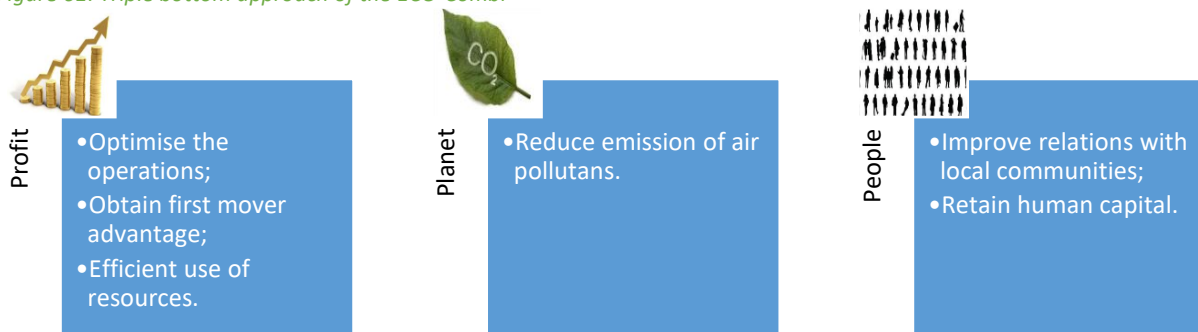 Profit
•Optimise the
operations;
•Obtain first mover
advantage;
•Efficient use of
resources.
CO2
Planet
•Reduce emission of air
pollutans.
People
•Improve relations with
local communities;
•Retain human capital.